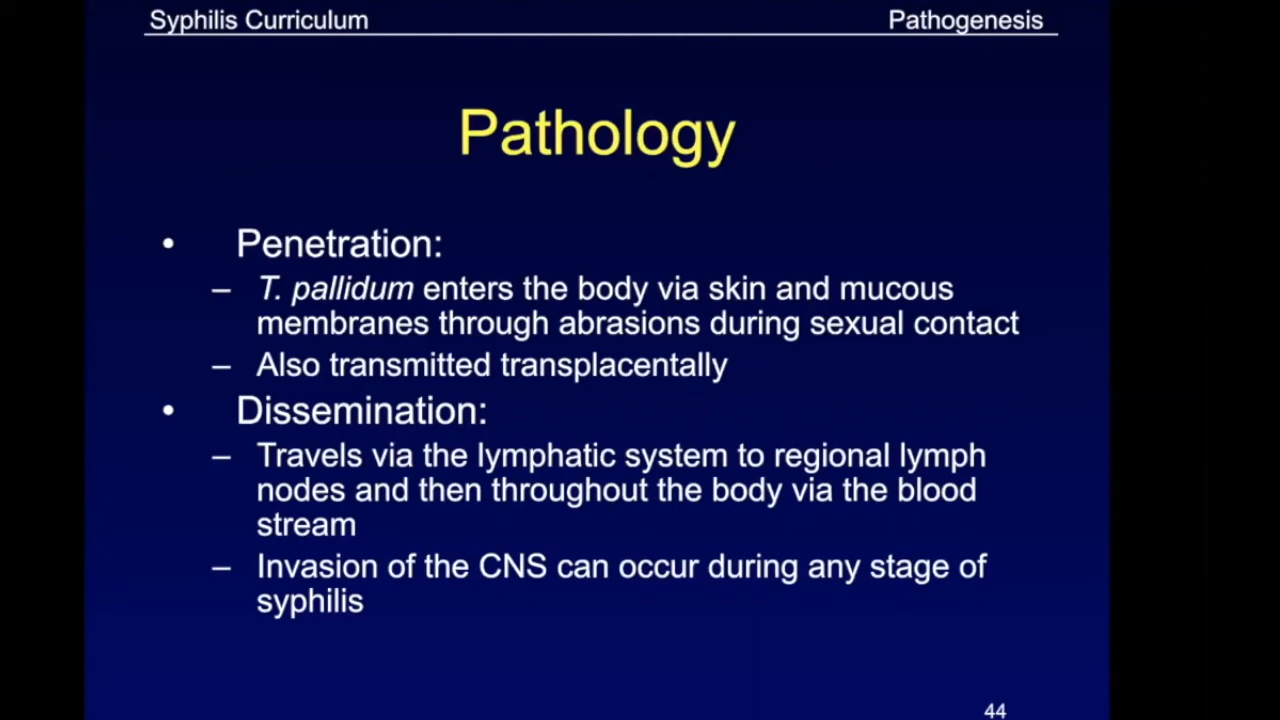 Syphilis Curriculum Pathogenesis
Pathology
• Penetration:
– T. pallidum enters the body via skin and mucous
membranes through abrasions during sexual contact
– Also transmitted transplacentally
• Dissemination:
– Travels via the lymphatic system to regional lymph
nodes and then throughout the body via the blood
stream
– Invasion of the CNS can occur during any stage of
syphilis
44